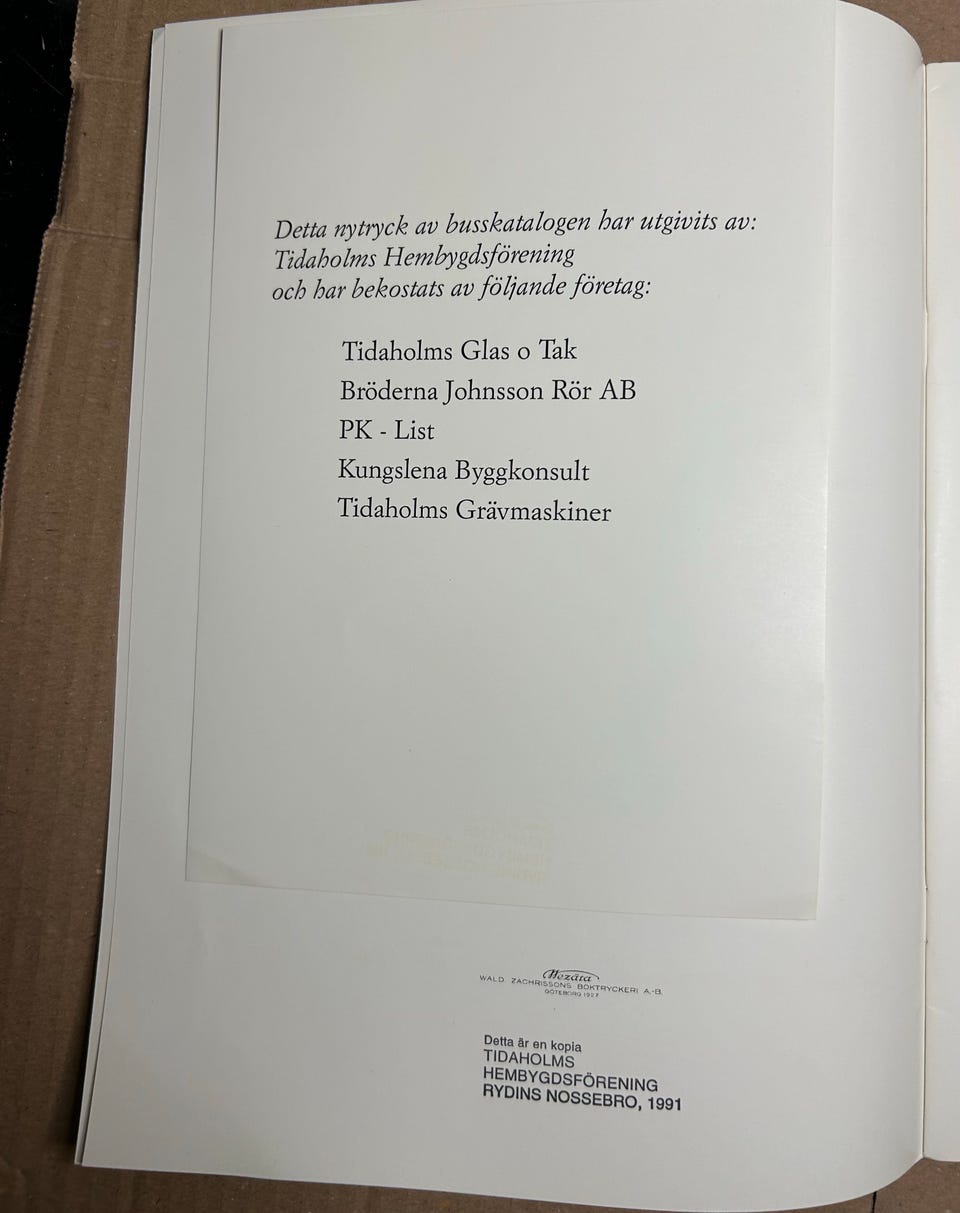 Detta nytryck av busskatalogen har utgivits av:
Tidaholms Hembygdsförening
och har bekostats av följande företag:
Tidaholms Glas o Tak
Bröderna Johnsson Rör AB
PK - List
Kungslena Byggkonsult
Tidaholms Grävmaskiner
Wezäta
WALD. ZACHRISSONS BOKTRYCKERI A.-B.
GÖTEBORG 1927
Detta är en kopia
TIDAHOLMS
HEMBYGDSFÖRENING
RYDINS NOSSEBRO, 1991